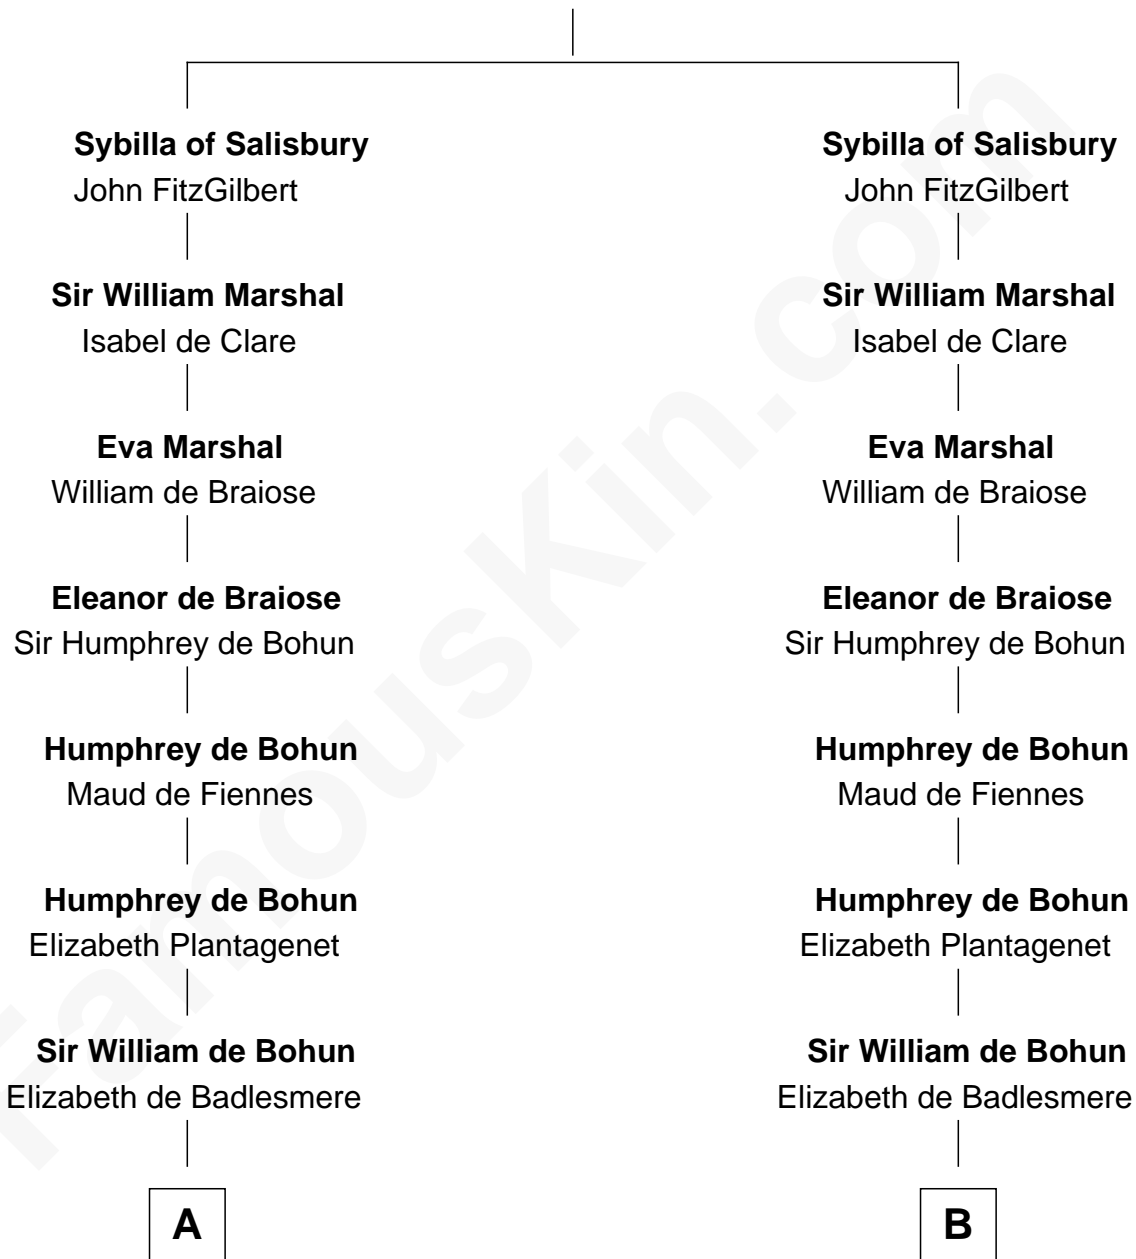 Sybilla of Salisbury
John FitzGilbert
Sir William Marshal
Isabel de Clare
Eva Marshal
William de Braiose
Eleanor de Braiose
Sir Humphrey de Bohun
Humphrey de Bohun
Maud de Fiennes
Humphrey de Bohun
Elizabeth Plantagenet
Sir William de Bohun
Elizabeth de Badlesmere
A
Sybilla of Salisbury
John FitzGilbert
Sir William Marshal
Isabel de Clare
Eva Marshal
William de Braiose
Eleanor de Braiose
Sir Humphrey de Bohun
Humphrey de Bohun
Maud de Fiennes
Humphrey de Bohun
Elizabeth Plantagenet
Sir William de Bohun
Elizabeth de Badlesmere
B
FamousKin.com